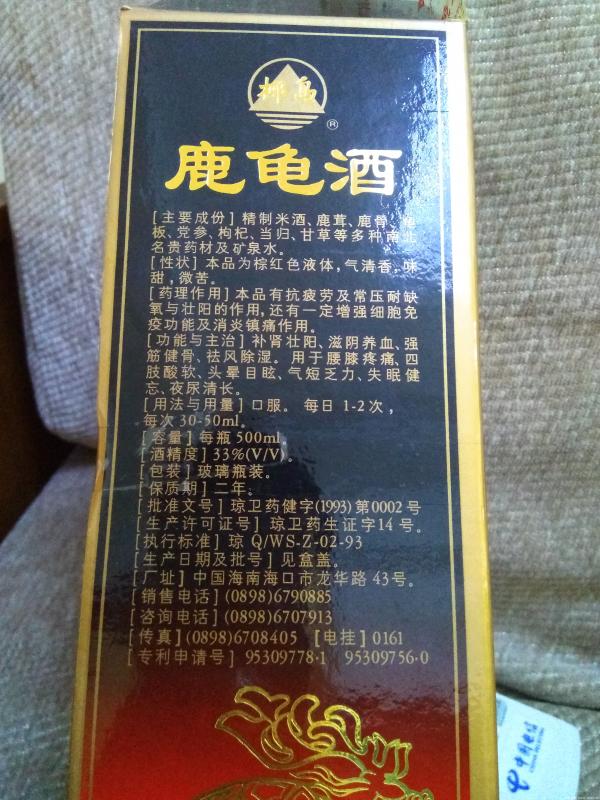 椰岛
®
鹿龟酒
[主要成份] 精制米酒、鹿茸、鹿骨、龟
板、党参、枸杞、当归、甘草等多种南北
名贵药材及矿泉水。
[性状] 本品为棕红色液体,气清香,味
甜,微苦。
[药理作用] 本品有抗疲劳及常压耐缺
氧与壮阳的作用,还有一定增强细胞免
疫功能及消炎镇痛作用。
[功能与主治] 补肾壮阳、滋阴养血、强
筋健骨、祛风除湿。用于腰膝疼痛、四
肢酸软、头晕目眩、气短乏力、失眠健
忘、夜尿清长。
[用法与用量] 口服。每日 1-2 次,
每次 30-50ml。
[容量] 每瓶 500ml。
[酒精度] 33%(V/V)。
[包装] 玻璃瓶装。
[保质期] 二年。
[批准文号] 琼卫药健字(1993)第0002号
[生产许可证号] 琼卫药生证字14号。
[执行标准] 琼 Q/WS-Z-02-93
[生产日期及批号] 见盒盖。
[厂址] 中国海南海口市龙华路 43号。
[销售电话] (0898)6790885
[咨询电话] (0898)6707913
[传真] (0898)6708405 [电挂] 0161
[专利申请号] 95309778·1 95309756·0
中国电信